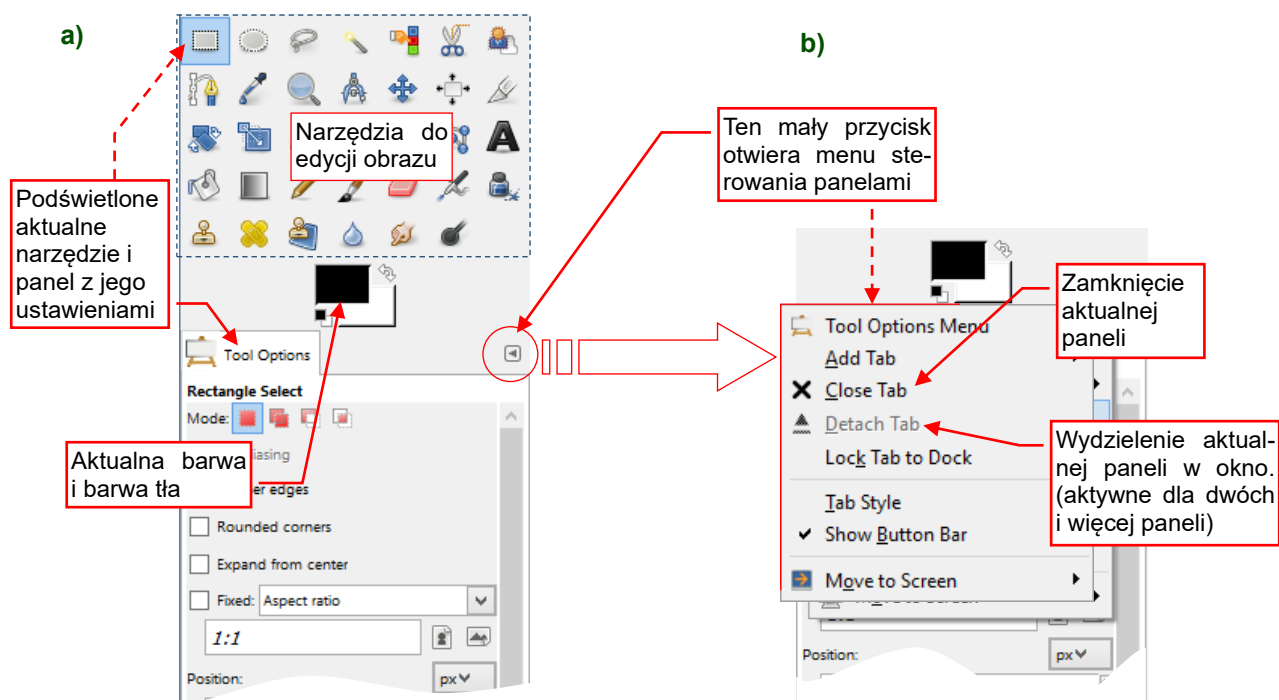 a)
Narzędzia do
edycji obrazu
Podświetlone
aktualne
narzędzie i
panel z jego
ustawieniami
Tool Options
Rectangle Select
Mode:
Aktualna barwa
i barwa tła
iasing
er edges
Rounded corners
Expand from center
Fixed: Aspect ratio
1:1
Position:
px
b)
Ten mały przycisk
otwiera menu ste-
rowania panelami
Zamknięcie
aktualnej
paneli
Tool Options Menu
Add Tab
Close Tab
Detach Tab
Lock Tab to Dock
Tab Style
Show Button Bar
Move to Screen
Wydzielenie aktual-
nej paneli w okno.
(aktywne dla dwóch
i więcej paneli)
Position:
px